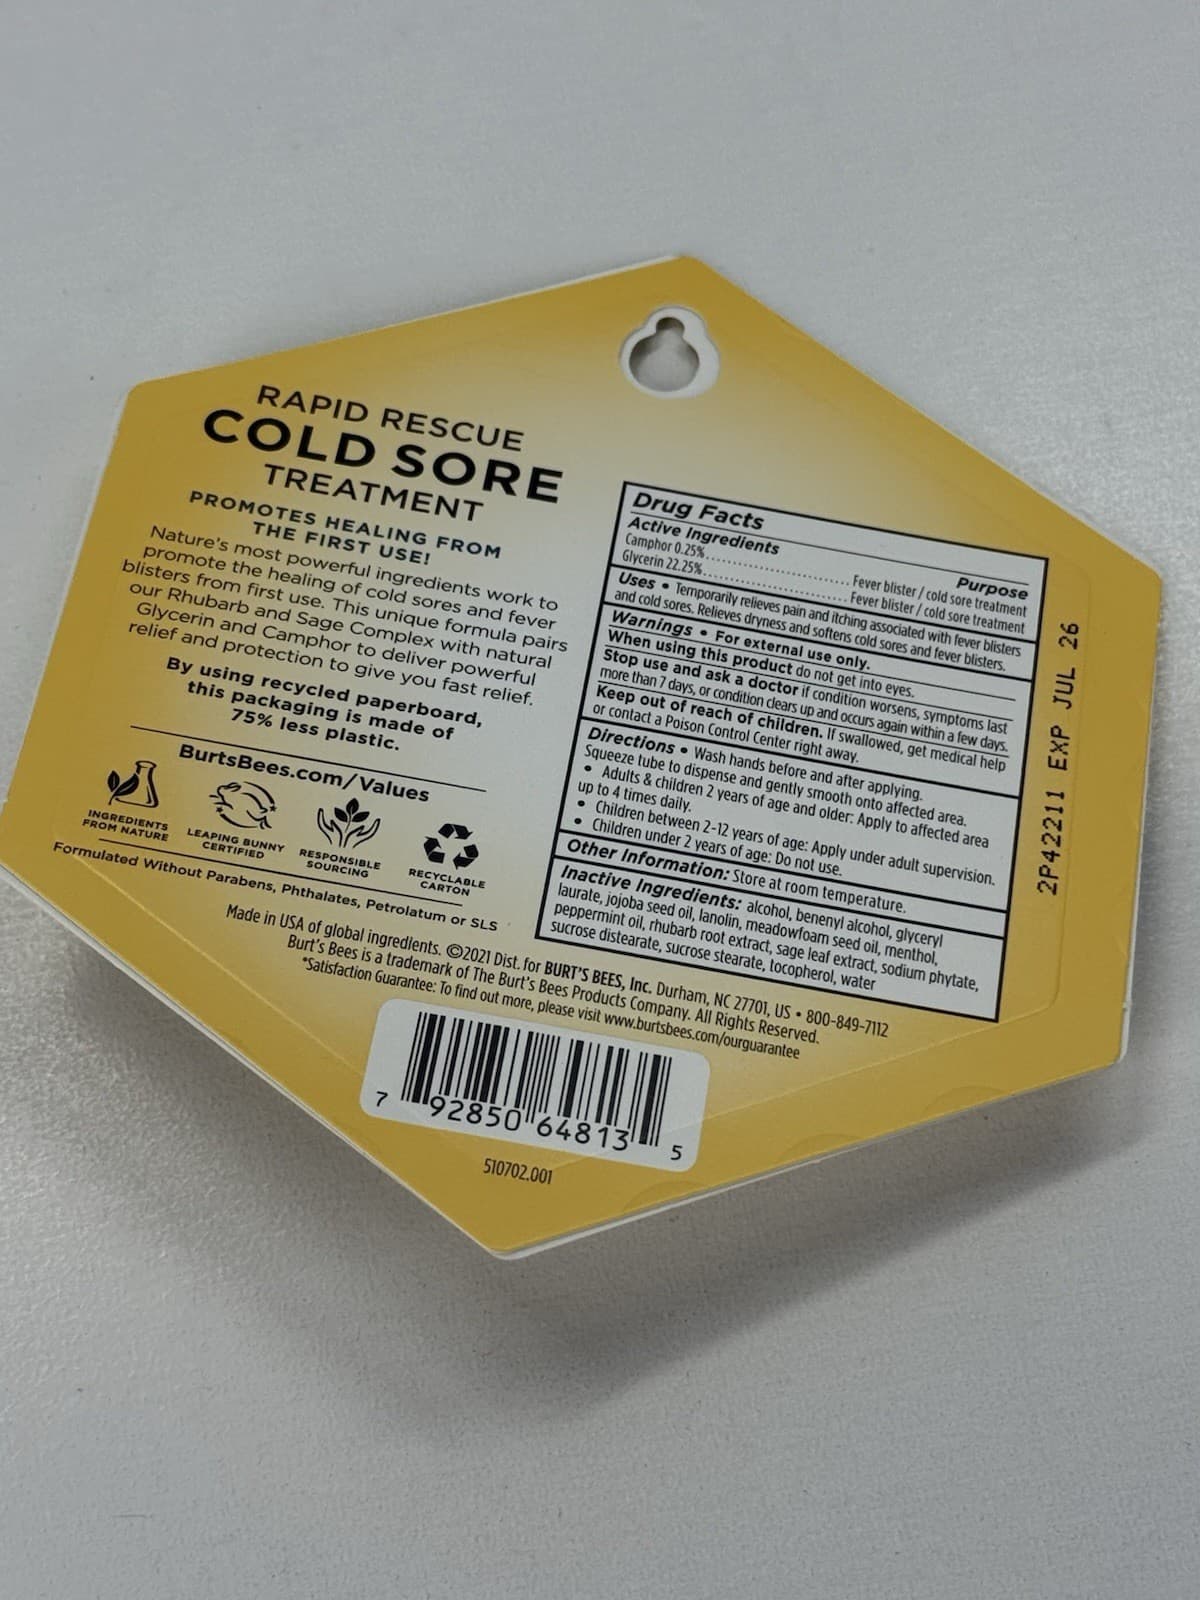 RAPID RESCUE
COLD SORE
TREATMENT
PROMOTES HEALING FROM
THE FIRST USE!
Nature's most powerful ingredients work to
promote the healing of cold sores and fever
blisters from first use. This unique formula pairs
our Rhubarb and Sage Complex with natural
Glycerin and Camphor to deliver powerful
relief and protection to give you fast relief.
By using recycled paperboard,
this packaging is made of
75% less plastic.
BurtsBees.com/Values
INGREDIENTS
FROM NATURE
LEAPING BUNNY
CERTIFIED
RESPONSIBLE
SOURCING
RECYCLABLE
CARTON
Formulated Without Parabens, Phthalates, Petrolatum or SLS
Drug Facts
Active Ingredients Purpose
Camphor 0.25%.............................. Fever blister / cold sore treatment
Glycerin 22.25%.............................. Fever blister / cold sore treatment
Uses • Temporarily relieves pain and itching associated with fever blisters
and cold sores. Relieves dryness and softens cold sores and fever blisters.
Warnings • For external use only.
When using this product do not get into eyes.
Stop use and ask a doctor if condition worsens, symptoms last
more than 7 days, or condition clears up and occurs again within a few days.
Keep out of reach of children. If swallowed, get medical help
or contact a Poison Control Center right away.
Directions • Wash hands before and after applying.
Squeeze tube to dispense and gently smooth onto affected area.
• Adults & children 2 years of age and older: Apply to affected area
up to 4 times daily.
• Children between 2-12 years of age: Apply under adult supervision.
• Children under 2 years of age: Do not use.
Other Information: Store at room temperature.
Inactive Ingredients: alcohol, benenyl alcohol, glyceryl
laurate, jojoba seed oil, lanolin, meadowfoam seed oil, menthol,
peppermint oil, rhubarb root extract, sage leaf extract, sodium phytate,
sucrose distearate, sucrose stearate, tocopherol, water
2P42211 EXP JUL 26
Made in USA of global ingredients. ©2021 Dist. for BURT'S BEES, Inc. Durham, NC 27701, US • 800-849-7112
Burt's Bees is a trademark of The Burt's Bees Products Company. All Rights Reserved.
*Satisfaction Guarantee: To find out more, please visit www.burtsbees.com/ourguarantee
7 92850 64813 5
510702.001